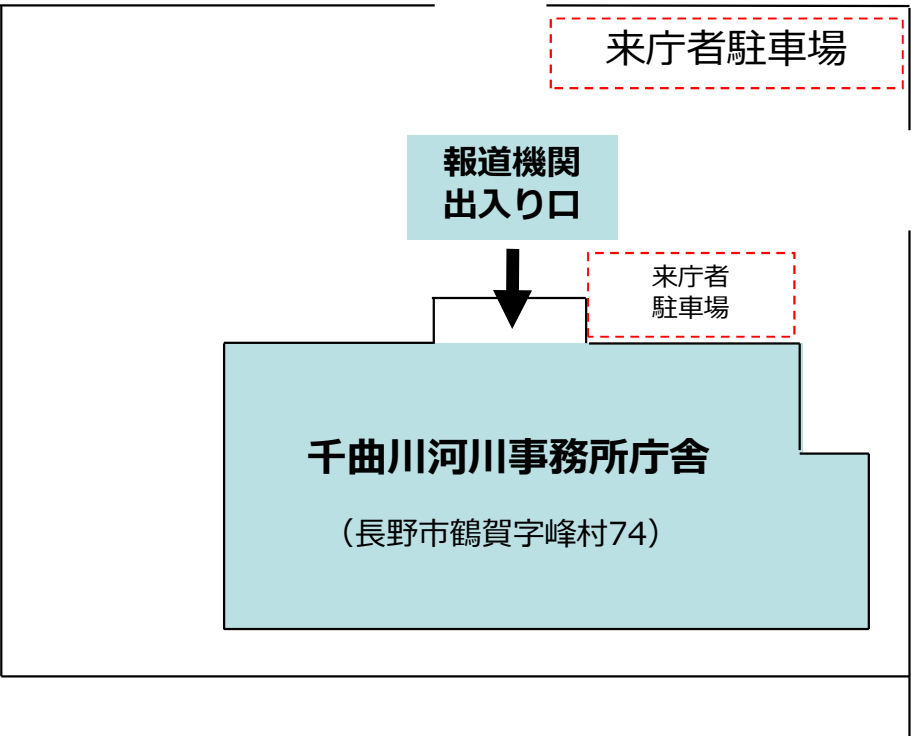 来庁者駐車場
報道機関
出入り口
来庁者
駐車場
千曲川河川事務所庁舎
（長野市鶴賀字峰村74）